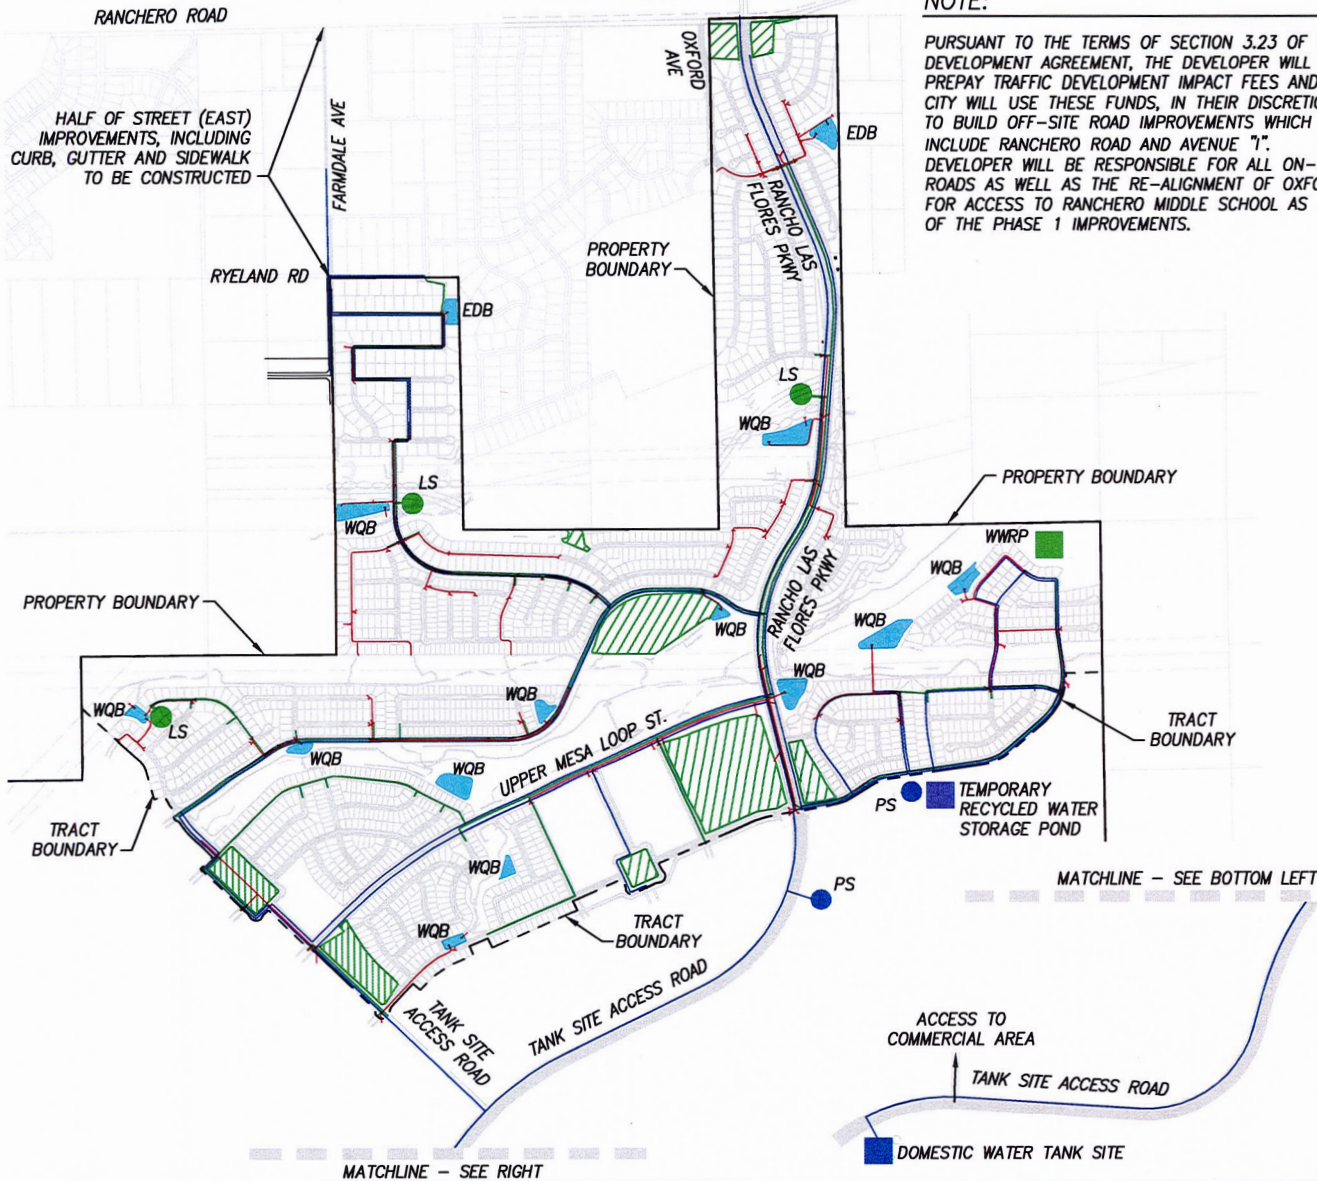 RANCHERO ROAD
NOTE:
PURSUANT TO THE TERMS OF SECTION 3.23 OF
DEVELOPMENT AGREEMENT, THE DEVELOPER WILL
PREPAY TRAFFIC DEVELOPMENT IMPACT FEES AND
CITY WILL USE THESE FUNDS, IN THEIR DISCRETIO
TO BUILD OFF-SITE ROAD IMPROVEMENTS WHICH
INCLUDE RANCHERO ROAD AND AVENUE "I".
DEVELOPER WILL BE RESPONSIBLE FOR ALL ON-
ROADS AS WELL AS THE RE-ALIGNMENT OF OXFO
FOR ACCESS TO RANCHERO MIDDLE SCHOOL AS
OF THE PHASE 1 IMPROVEMENTS.
OXFORD
AVE
HALF OF STREET (EAST)
IMPROVEMENTS, INCLUDING
CURB, GUTTER AND SIDEWALK
TO BE CONSTRUCTED
FARMDALE AVE
EDB
RANCHO LAS
FLORES PKWY
PROPERTY
BOUNDARY
RYELAND RD
EDB
LS
WQB
LS
WQB
PROPERTY BOUNDARY
WWRP
WQB
PROPERTY BOUNDARY
RANCHO LAS
FLORES PKWY
WQB
WQB
WQB
WQB
WQB
LS
UPPER MESA LOOP ST.
TRACT
BOUNDARY
WQB
WQB
PS
TEMPORARY
RECYCLED WATER
STORAGE POND
TRACT
BOUNDARY
WQB
PS
MATCHLINE - SEE BOTTOM LEFT
WQB
TRACT
BOUNDARY
TANK SITE
ACCESS ROAD
TANK SITE ACCESS ROAD
ACCESS TO
COMMERCIAL AREA
TANK SITE ACCESS ROAD
DOMESTIC WATER TANK SITE
MATCHLINE - SEE RIGHT